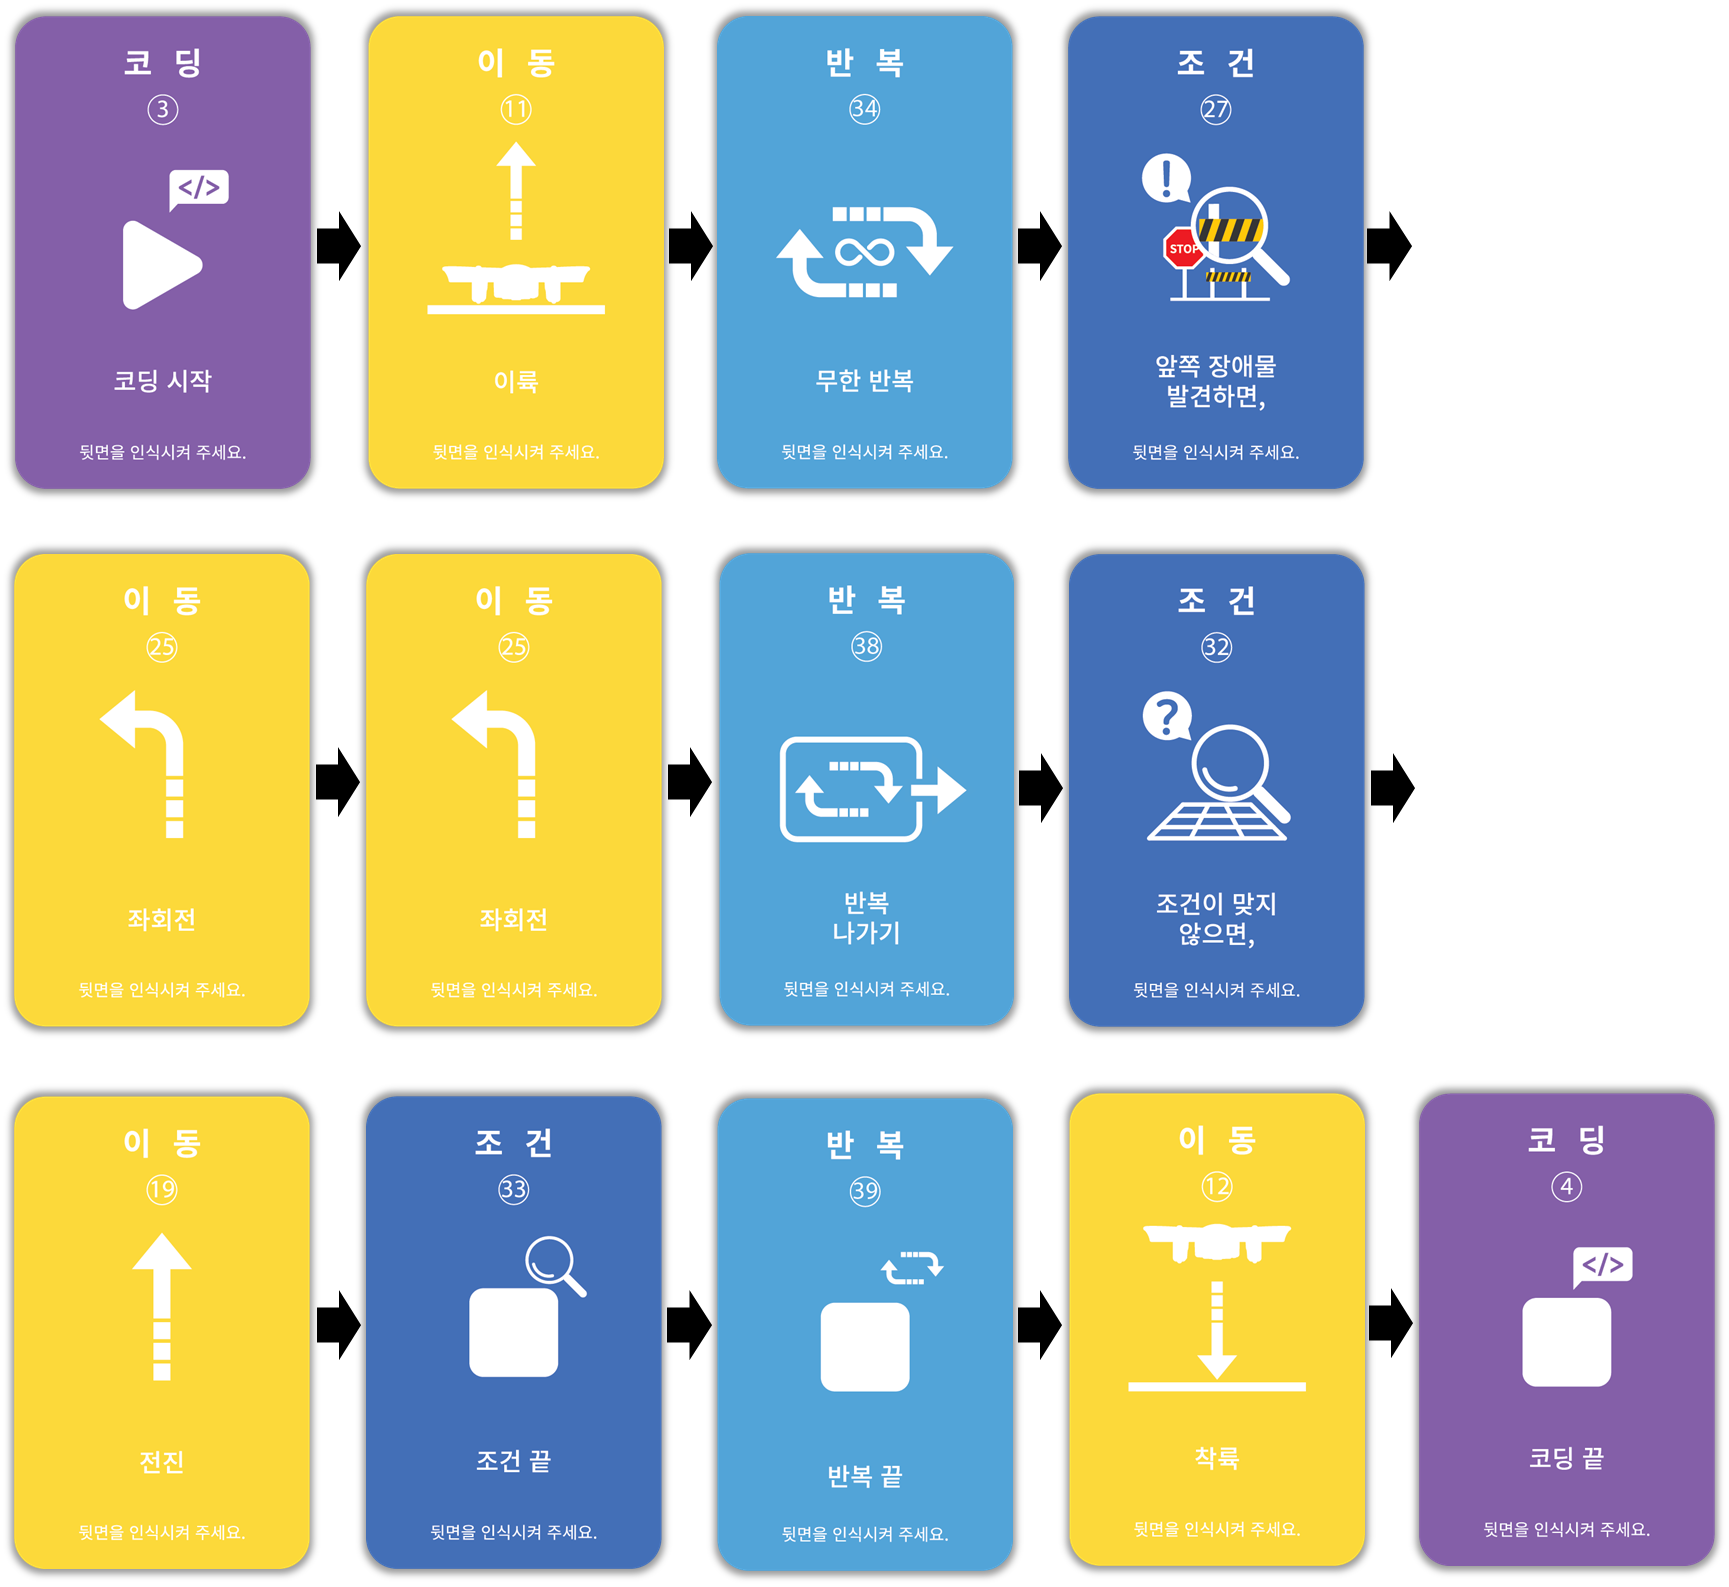 코 딩
③
</>
코딩 시작
뒷면을 인식시켜 주세요.
이 동
⑪
이륙
뒷면을 인식시켜 주세요.
반 복
㉞
무한 반복
뒷면을 인식시켜 주세요.
조 건
㉗
!
STOP
앞쪽 장애물
발견하면,
뒷면을 인식시켜 주세요.
이 동
㉕
좌회전
뒷면을 인식시켜 주세요.
이 동
㉕
좌회전
뒷면을 인식시켜 주세요.
반 복
㊳
반복
나가기
뒷면을 인식시켜 주세요.
조 건
㉜
?
조건이 맞지
않으면,
뒷면을 인식시켜 주세요.
이 동
⑲
전진
뒷면을 인식시켜 주세요.
조 건
㉝
조건 끝
뒷면을 인식시켜 주세요.
반 복
㊴
반복 끝
뒷면을 인식시켜 주세요.
이 동
⑫
착륙
뒷면을 인식시켜 주세요.
코 딩
④
</>
코딩 끝
뒷면을 인식시켜 주세요.